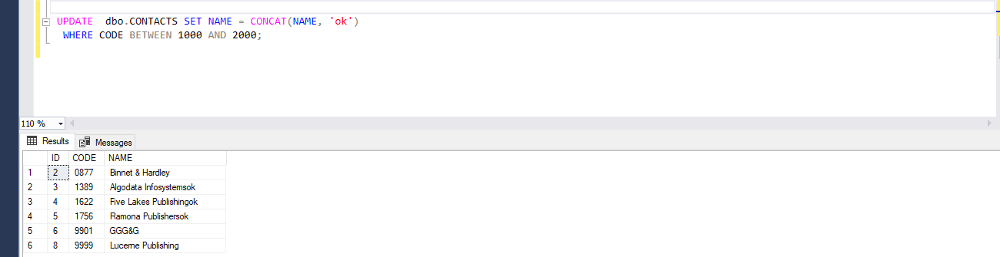 UPDATE  dbo.CONTACTS SET NAME = CONCAT(NAME, 'ok')
WHERE CODE BETWEEN 1000 AND 2000;
110 %
Results Messages
ID CODE NAME
1 2 0877 Binnet & Hardley
2 3 1389 Algodata Infosystemsok
3 4 1622 Five Lakes Publishingok
4 5 1756 Ramona Publishersok
5 6 9901 GGG&G
6 8 9999 Lucerne Publishing